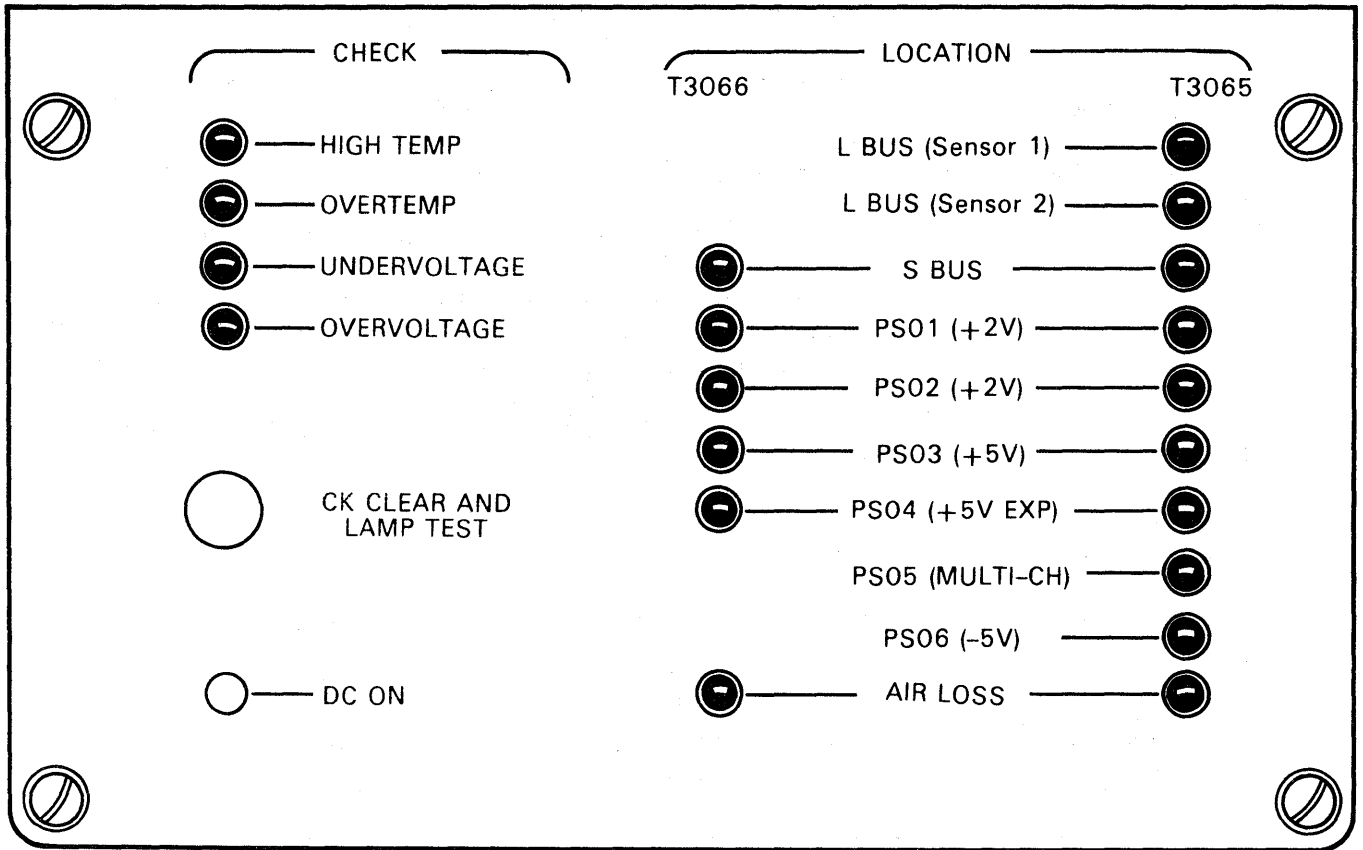 CHECK
HIGH TEMP
OVERTEMP
UNDERVOLTAGE
OVERVOLTAGE
CK CLEAR AND
LAMP TEST
DC ON
LOCATION
T3066 T3065
L BUS (Sensor 1)
L BUS (Sensor 2)
S BUS
PS01 (+2V)
PS02 (+2V)
PS03 (+5V)
PS04 (+5V EXP)
PS05 (MULTI-CH)
PS06 (-5V)
AIR LOSS